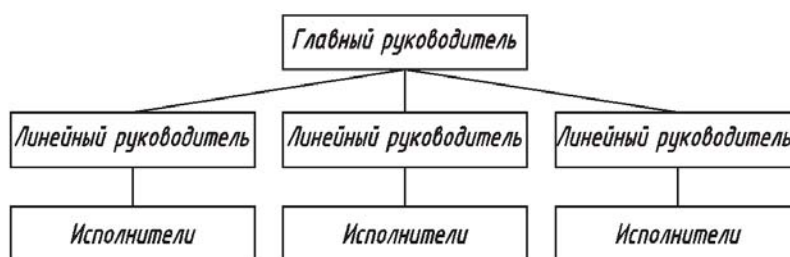 Главный руководитель
Линейный руководитель
Линейный руководитель
Линейный руководитель
Исполнители
Исполнители
Исполнители